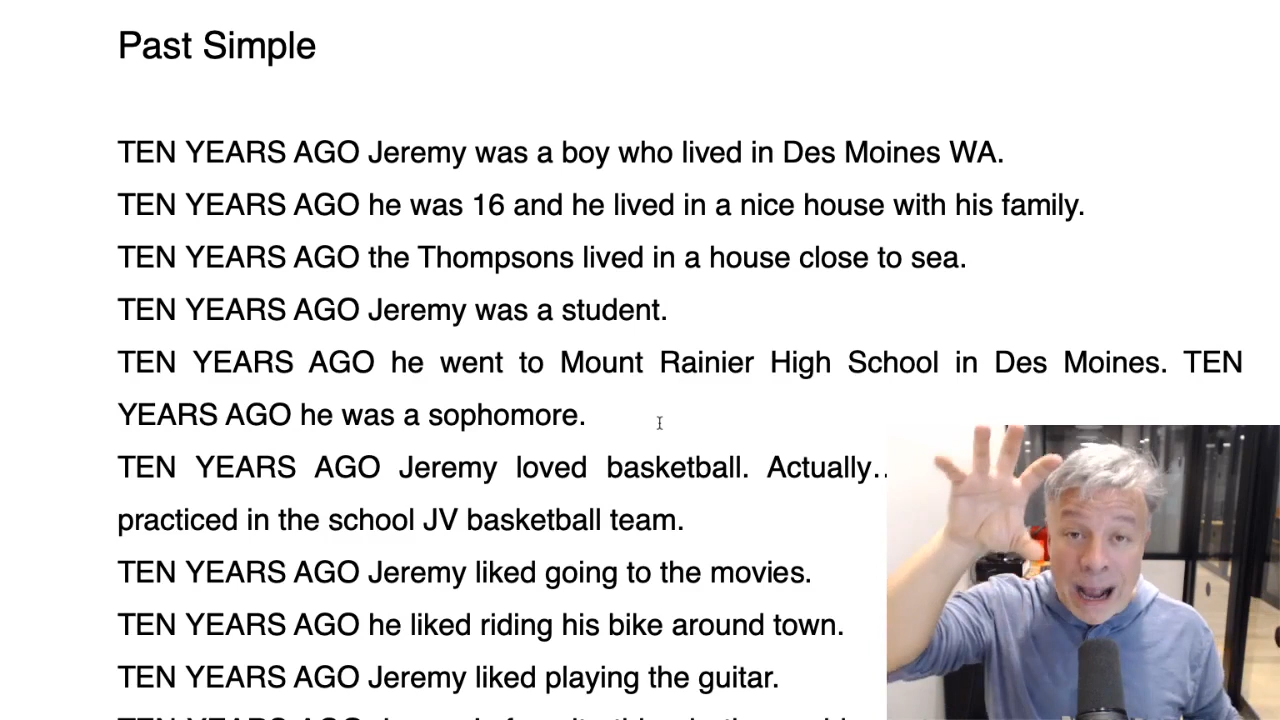 Past Simple
TEN YEARS AGO Jeremy was a boy who lived in Des Moines WA.
TEN YEARS AGO he was 16 and he lived in a nice house with his family.
TEN YEARS AGO the Thompsons lived in a house close to sea.
TEN YEARS AGO Jeremy was a student.
TEN YEARS AGO he went to Mount Rainier High School in Des Moines. TEN
YEARS AGO he was a sophomore.
TEN YEARS AGO Jeremy loved basketball. Actually..
practiced in the school JV basketball team.
TEN YEARS AGO Jeremy liked going to the movies.
TEN YEARS AGO he liked riding his bike around town.
TEN YEARS AGO Jeremy liked playing the guitar.